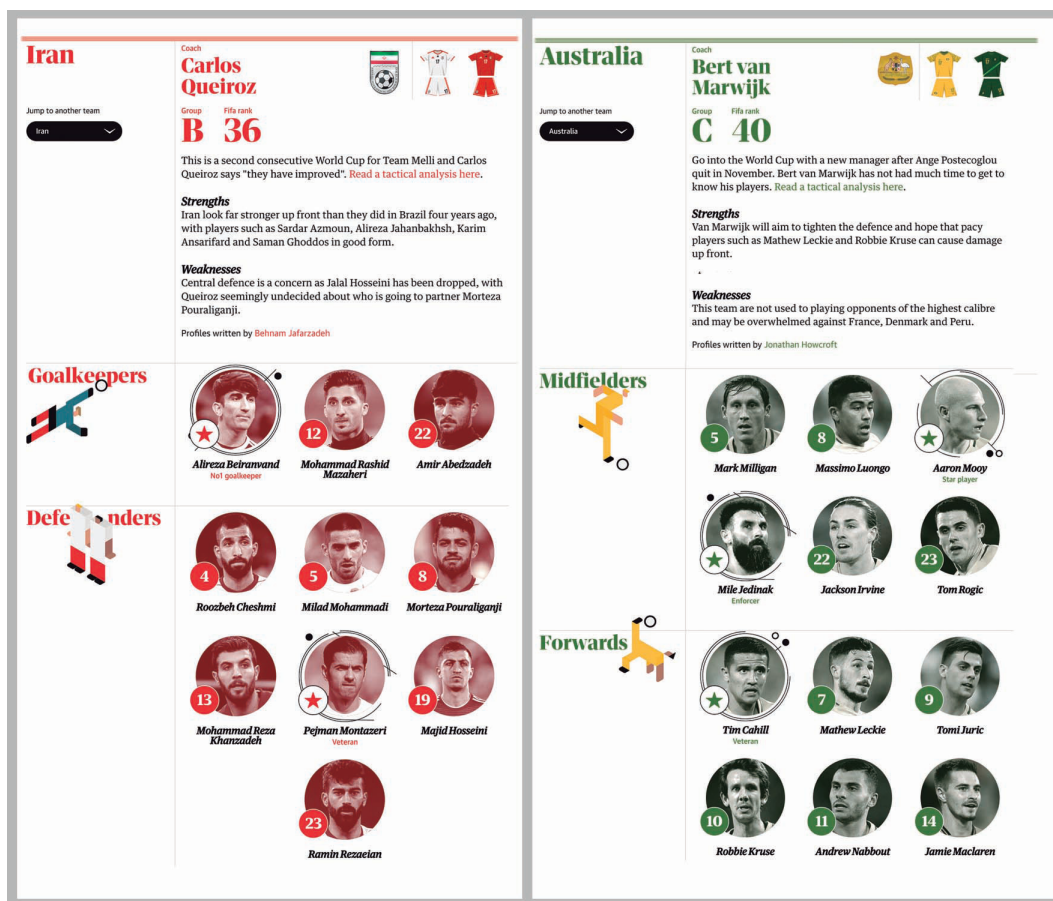 Iran
Jump to another team
Iran
Coach
Carlos
Queiroz
Group
Fifa rank
B
36
This is a second consecutive World Cup for Team Melli and Carlos
Queiroz says "they have improved". Read a tactical analysis here.
Strengths
Iran look far stronger up front than they did in Brazil four years ago,
with players such as Sardar Azmoun, Alireza Jahanbakhsh, Karim
Ansarifard and Saman Ghoddos in good form.
Weaknesses
Central defence is a concern as Jalal Hosseini has been dropped, with
Queiroz seemingly undecided about who is going to partner Morteza
Pouraliganji.
Profiles written by Behnam Jafarzadeh
Goalkeepers
Alireza Beiranvand
No1 goalkeeper
12
Mohammad Rashid
Mazaheri
22
Amir Abedzadeh
Defenders
4
Roozbeh Cheshmi
5
Milad Mohammadi
8
Morteza Pouraliganji
13
Mohammad Reza
Khanzadeh
Pejman Montazeri
Veteran
19
Majid Hosseini
23
Ramin Rezaeian
Australia
Jump to another team
Australia
Coach
Bert van
Marwijk
Group
Fifa rank
C
40
Go into the World Cup with a new manager after Ange Postecoglou
quit in November. Bert van Marwijk has not had much time to get to
know his players. Read a tactical analysis here.
Strengths
Van Marwijk will aim to tighten the defence and hope that pacy
players such as Mathew Leckie and Robbie Kruse can cause damage
up front.
Weaknesses
This team are not used to playing opponents of the highest calibre
and may be overwhelmed against France, Denmark and Peru.
Profiles written by Jonathan Howcroft
Midfielders
5
Mark Milligan
8
Massimo Luongo
Aaron Mooy
Star player
Mile Jedinak
Enforcer
22
Jackson Irvine
23
Tom Rogic
Forwards
Tim Cahill
Veteran
7
Mathew Leckie
9
Tomi Juric
10
Robbie Kruse
11
Andrew Nabbout
14
Jamie Maclaren